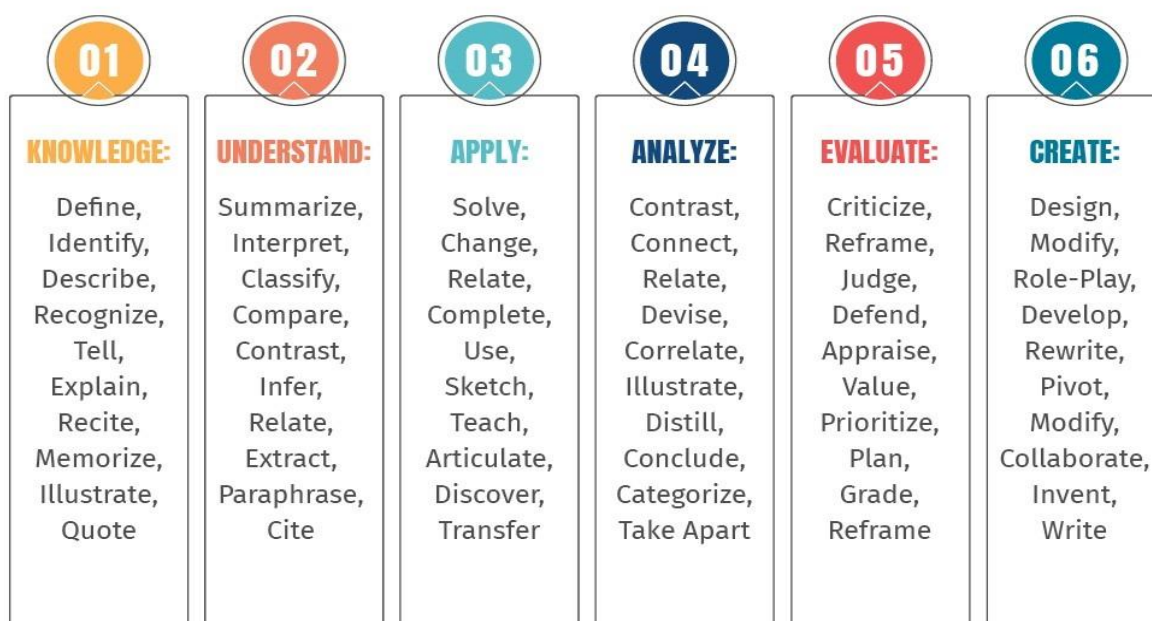 01
KNOWLEDGE:
Define,
Identify,
Describe,
Recognize,
Tell,
Explain,
Recite,
Memorize,
Illustrate,
Quote
02
UNDERSTAND:
Summarize,
Interpret,
Classify,
Compare,
Contrast,
Infer,
Relate,
Extract,
Paraphrase,
Cite
03
APPLY:
Solve,
Change,
Relate,
Complete,
Use,
Sketch,
Teach,
Articulate,
Discover,
Transfer
04
ANALYZE:
Contrast,
Connect,
Relate,
Devise,
Correlate,
Illustrate,
Distill,
Conclude,
Categorize,
Take Apart
05
EVALUATE:
Criticize,
Reframe,
Judge,
Defend,
Appraise,
Value,
Prioritize,
Plan,
Grade,
Reframe
06
CREATE:
Design,
Modify,
Role-Play,
Develop,
Rewrite,
Pivot,
Modify,
Collaborate,
Invent,
Write